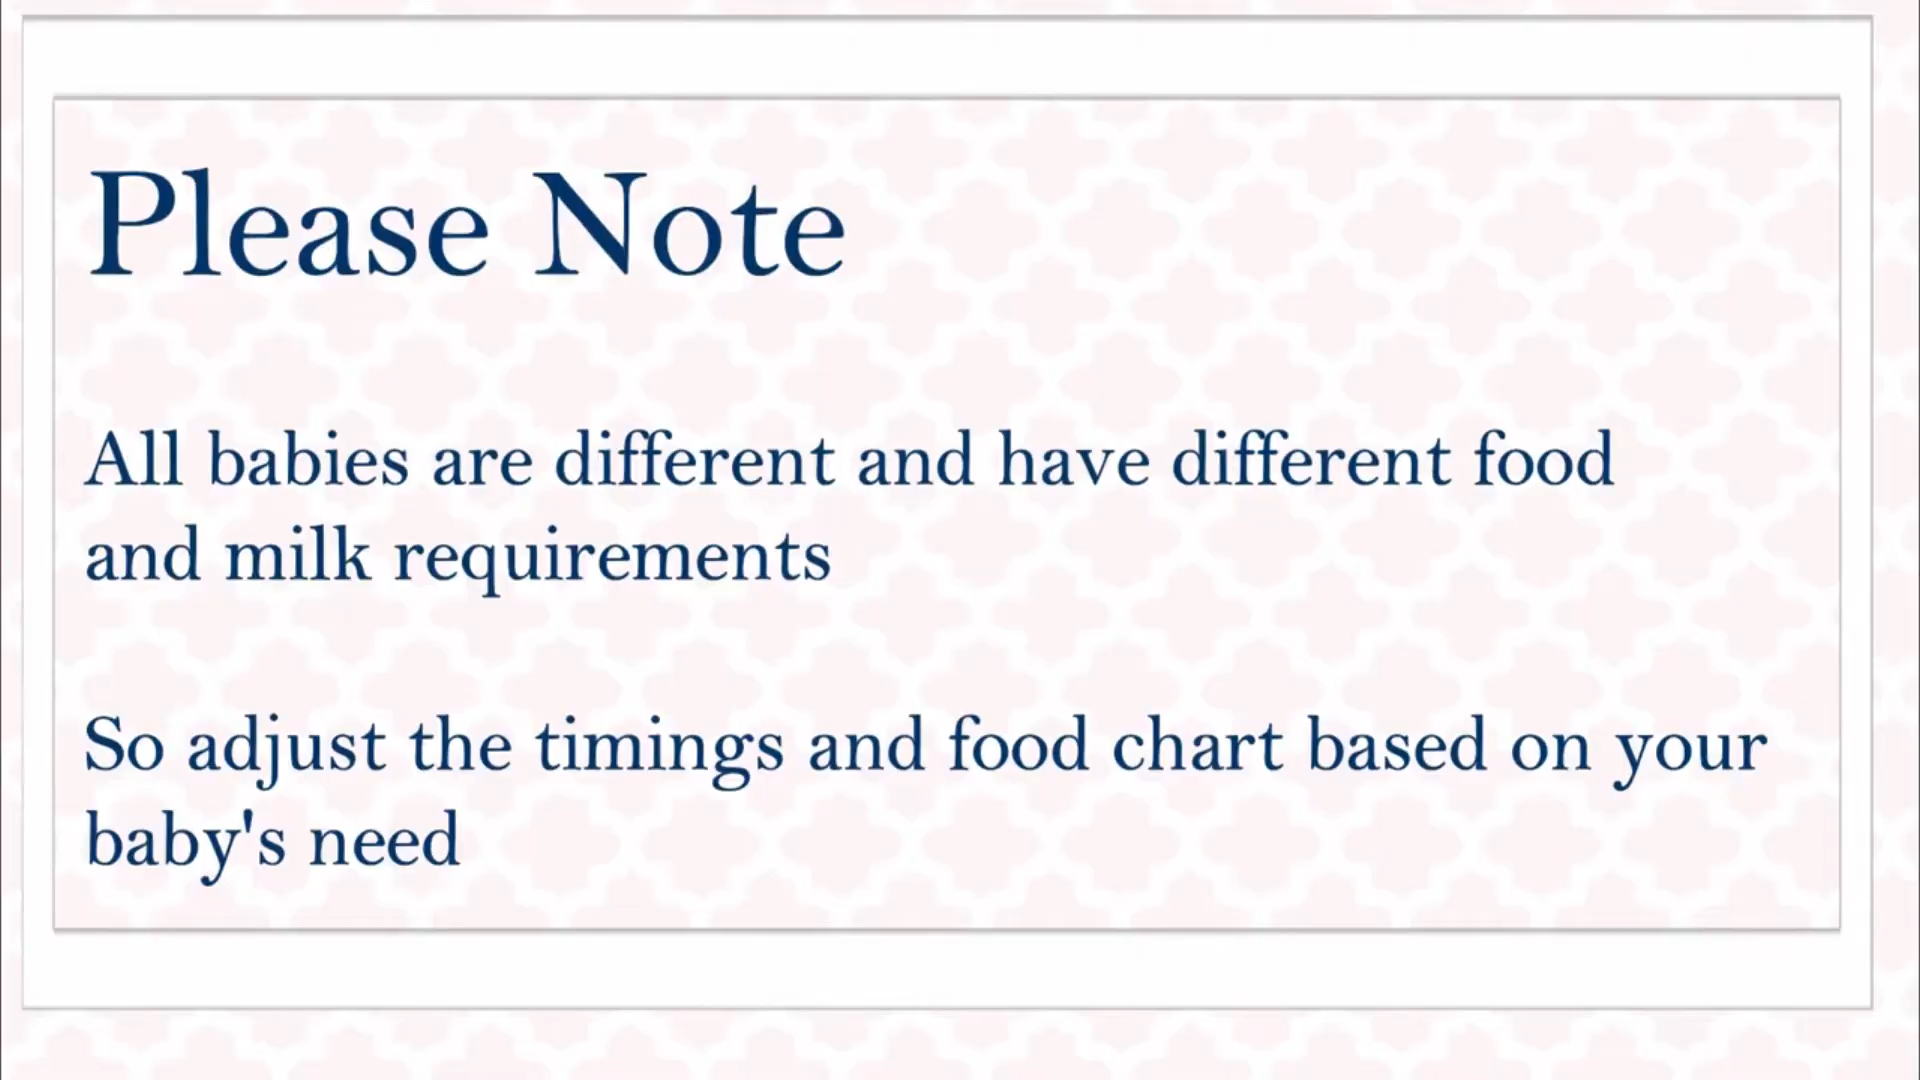 Please Note
All babies are different and have different food
and milk requirements
So adjust the timings and food chart based on your
baby's need